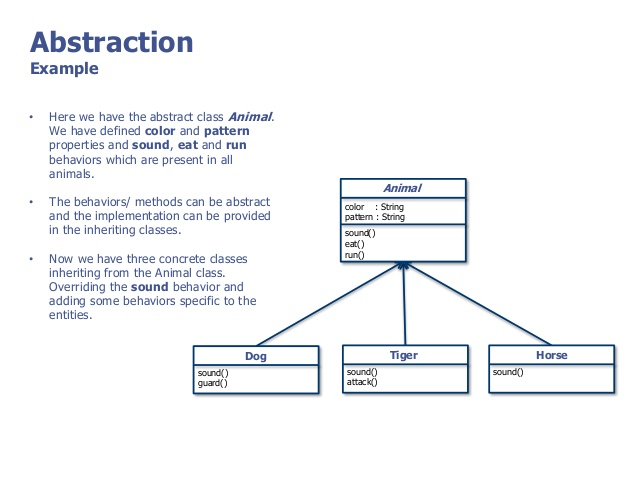 Abstraction
Example
• Here we have the abstract class Animal.
We have defined color and pattern
properties and sound, eat and run
behaviors which are present in all
animals.
• The behaviors/ methods can be abstract
and the implementation can be provided
in the inheriting classes.
• Now we have three concrete classes
inheriting from the Animal class.
Overriding the sound behavior and
adding some behaviors specific to the
entities.
Animal
color : String
pattern : String
sound()
eat()
run()
Dog
sound()
guard()
Tiger
sound()
attack()
Horse
sound()